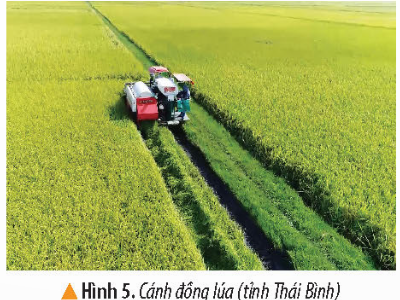 ▲ Hình 5. Cánh đồng lúa (tỉnh Thái Bình)